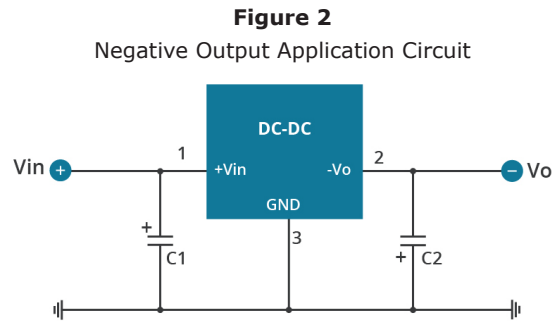 Figure 2
Negative Output Application Circuit
DC-DC
1
2
Vin +
+Vin
-Vo
– Vo
GND
3
+
C1
+
C2